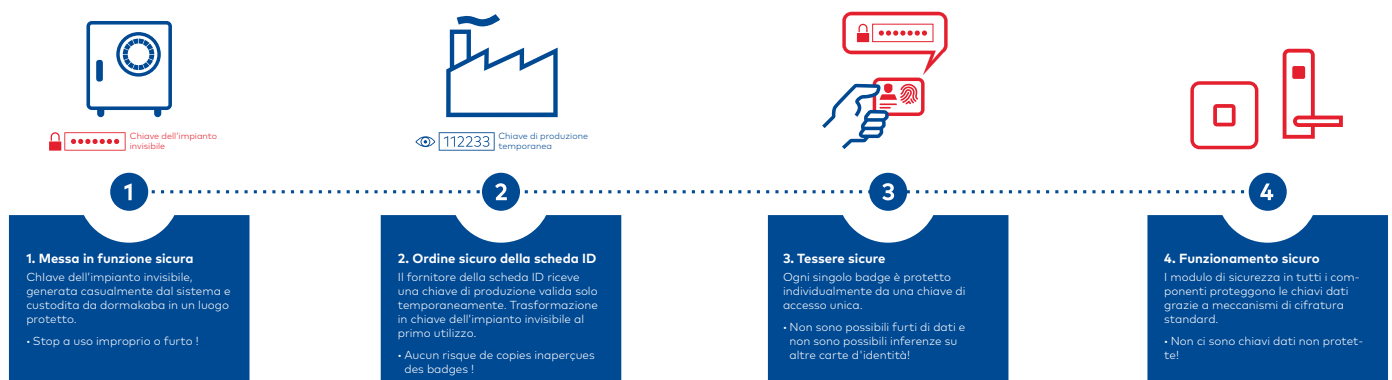 •••••••
Chiave dell'impianto
invisibile
112233
Chiave di produzione
temporanea
•••••••
1
2
3
4
1. Messa in funzione sicura
ChIave dell'impianto invisibile,
generata casualmente dal sistema e
custodita da dormakaba in un luogo
protetto.
• Stop a uso improprio o furto !
2. Ordine sicuro della scheda ID
Il fornitore della scheda ID riceve
una chiave di produzione valida solo
temporaneamente. Trasformazione
in chiave dell'impianto invisibile al
primo utilizzo.
• Aucun risque de copies inaperçues
des badges !
3. Tessere sicure
Ogni singolo badge è protetto
individualmente da una chiave di
accesso unica.
• Non sono possibili furti di dati e
non sono possibili inferenze su
altre carte d'identità!
4. Funzionamento sicuro
I modulo di sicurezza in tutti i com-
ponenti proteggono le chiavi dati
grazie a meccanismi di cifratura
standard.
• Non ci sono chiavi dati non protet-
te!